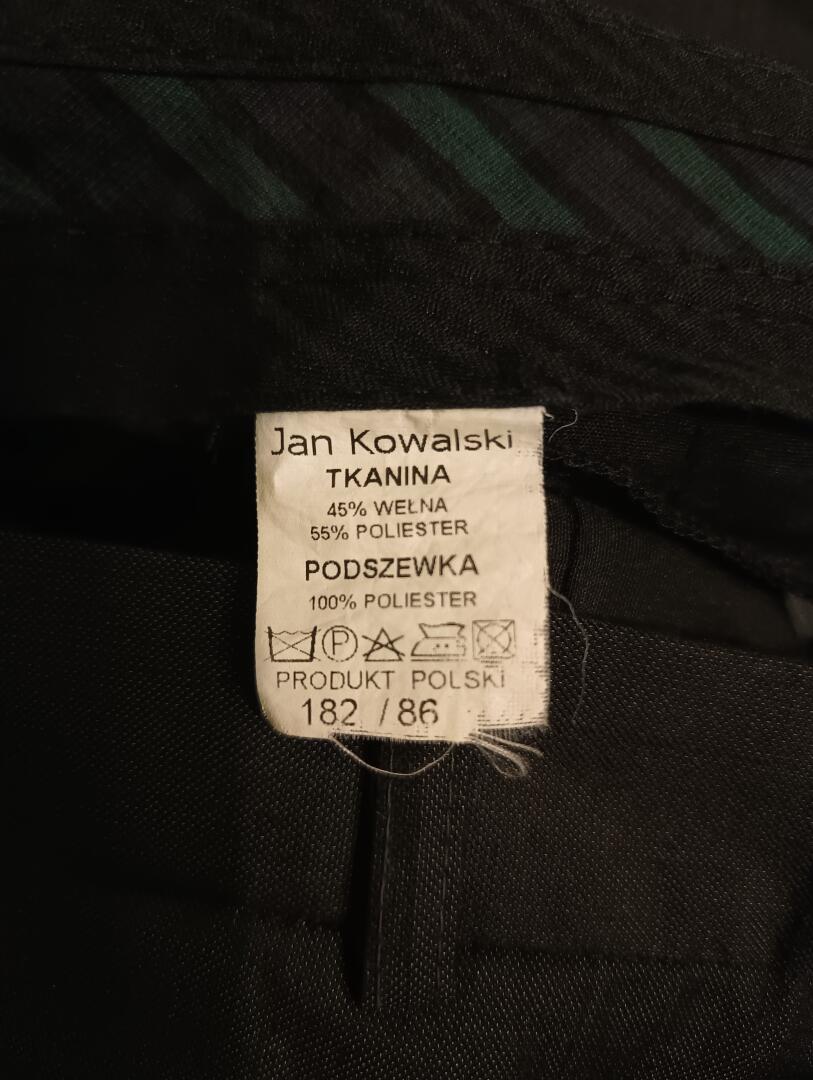 Jan Kowalski
TKANINA
45% WEŁNA
55% POLIESTER
PODSZEWKA
100% POLIESTER
P
PRODUKT POLSKI
182 / 86